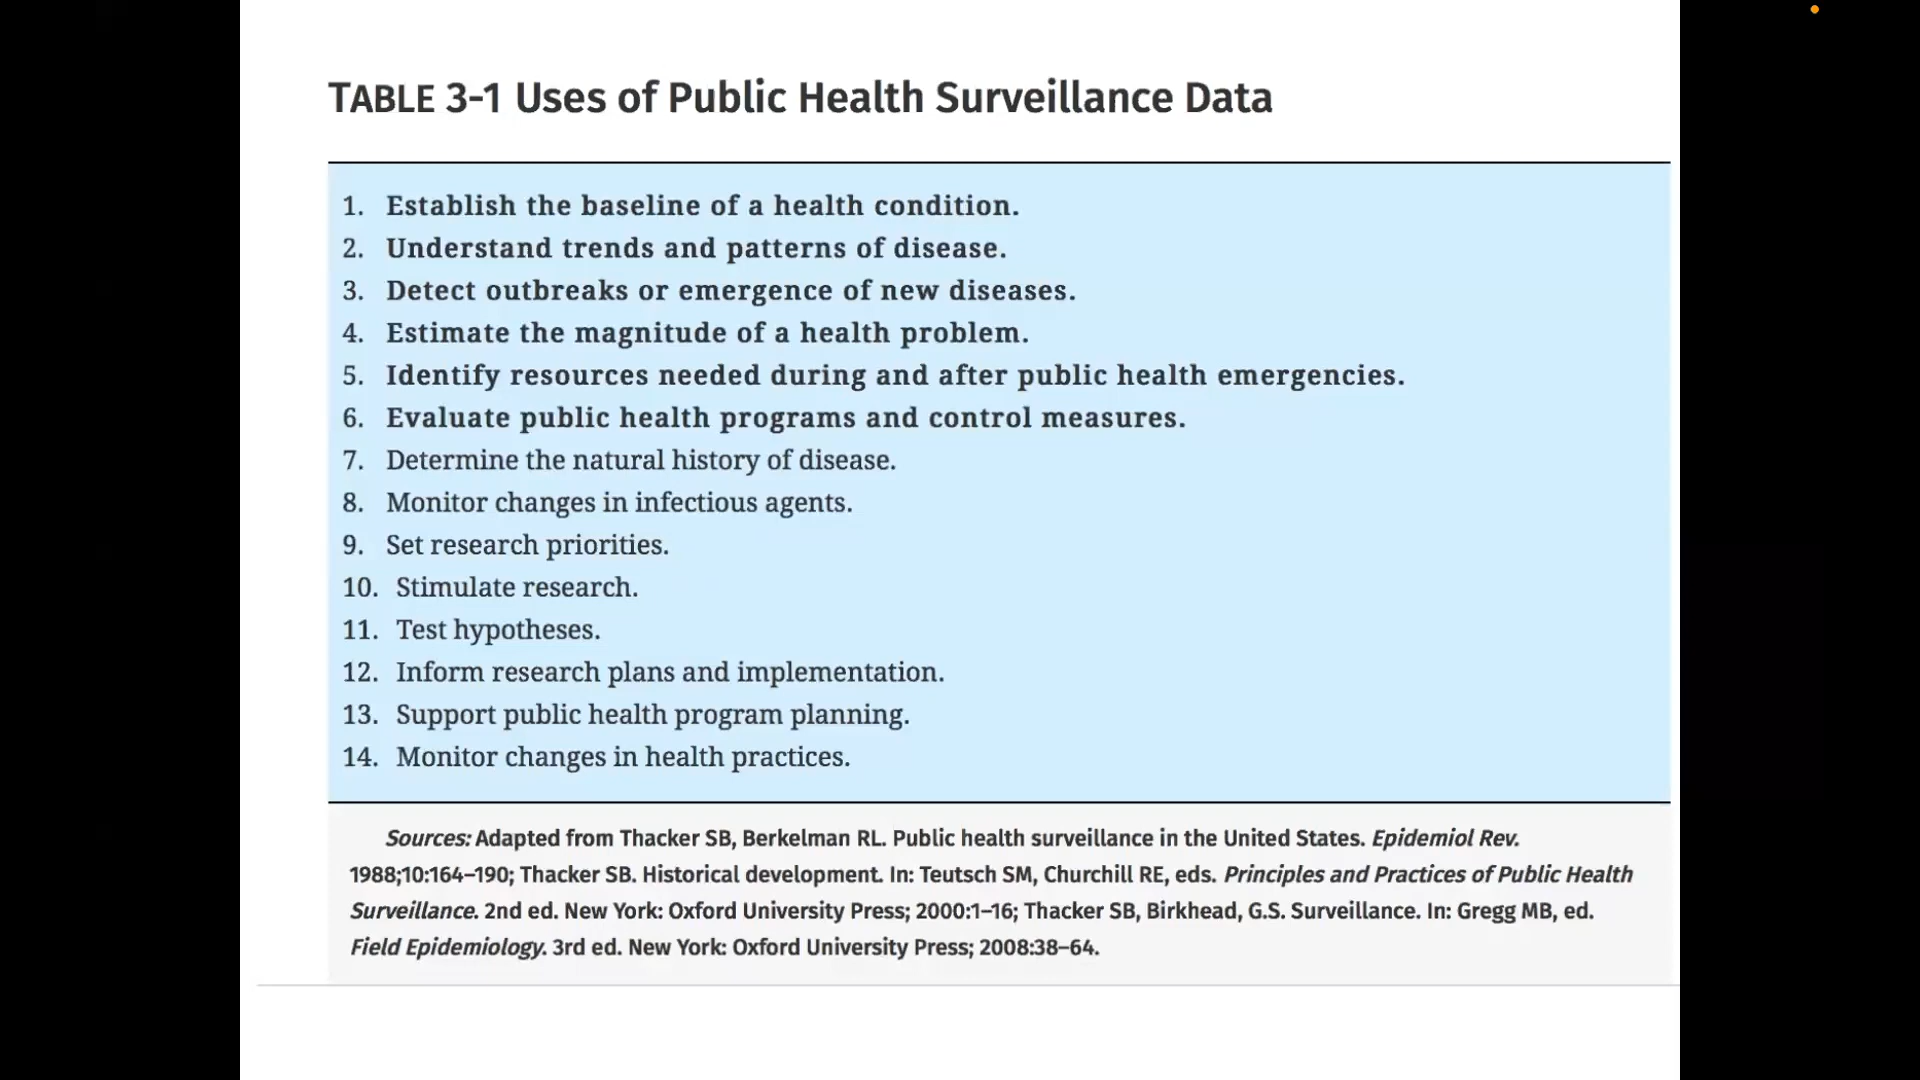 TABLE 3-1 Uses of Public Health Surveillance Data
1. Establish the baseline of a health condition.
2. Understand trends and patterns of disease.
3. Detect outbreaks or emergence of new diseases.
4. Estimate the magnitude of a health problem.
5. Identify resources needed during and after public health emergencies.
6. Evaluate public health programs and control measures.
7. Determine the natural history of disease.
8. Monitor changes in infectious agents.
9. Set research priorities.
10. Stimulate research.
11. Test hypotheses.
12. Inform research plans and implementation.
13. Support public health program planning.
14. Monitor changes in health practices.
Sources: Adapted from Thacker SB, Berkelman RL. Public health surveillance in the United States. Epidemiol Rev.
1988;10:164–190; Thacker SB. Historical development. In: Teutsch SM, Churchill RE, eds. Principles and Practices of Public Health
Surveillance. 2nd ed. New York: Oxford University Press; 2000:1–16; Thacker SB, Birkhead, G.S. Surveillance. In: Gregg MB, ed.
Field Epidemiology. 3rd ed. New York: Oxford University Press; 2008:38–64.